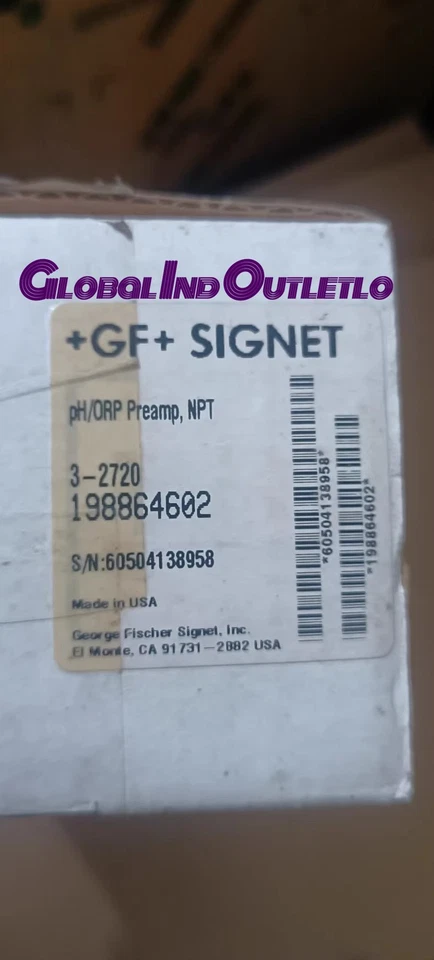 GLOBAL IND OUTLETLO
+GF+ SIGNET
pH/ORP Preamp, NPT
3-2720
198864602
S/N:60504138958
Made in USA
George Fischer Signet, Inc.
El Monte, CA 91731-2882 USA
*60504138958*
*198864602*